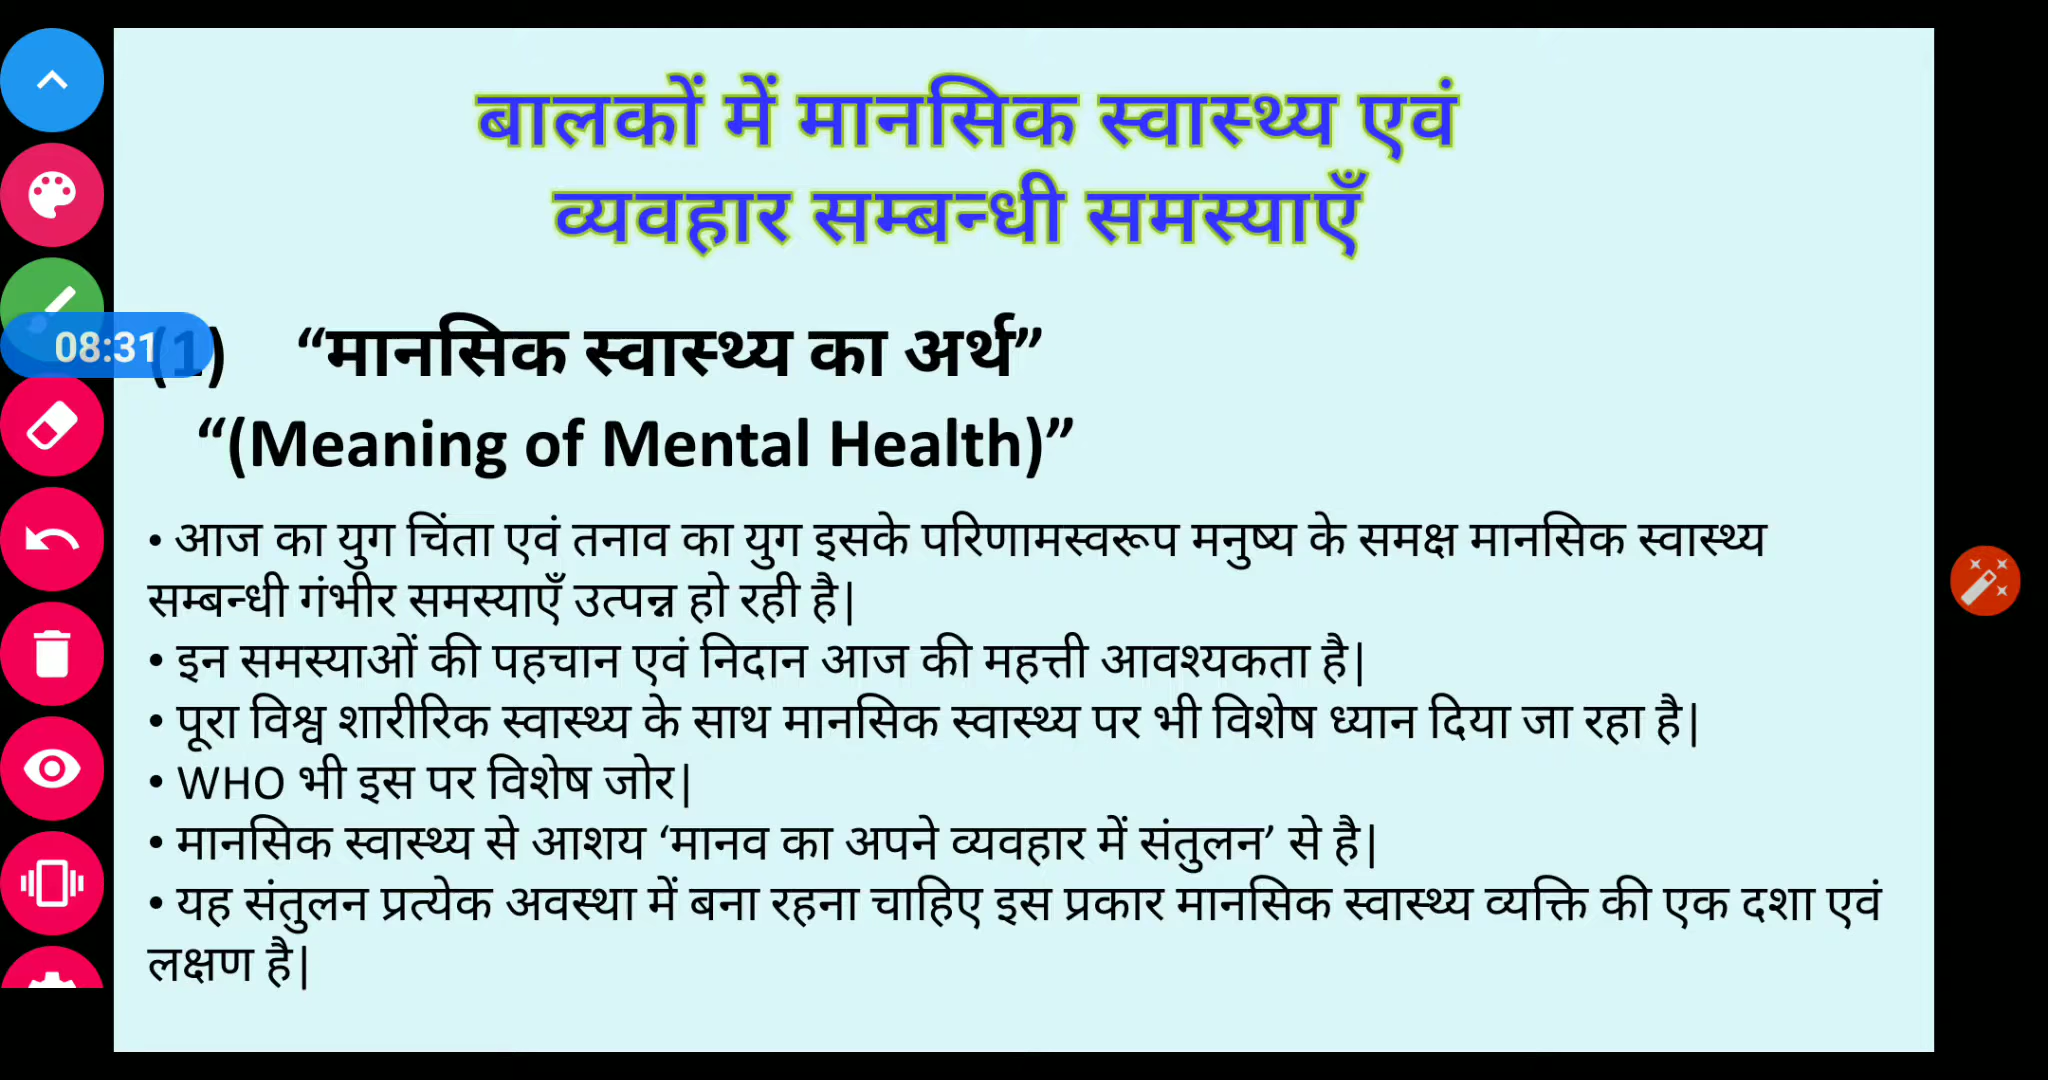 बालकों में मानसिक स्वास्थ्य एवं
व्यवहार सम्बन्धी समस्याएँ
08:31
(1) “मानसिक स्वास्थ्य का अर्थ”
“(Meaning of Mental Health)”
• आज का युग चिंता एवं तनाव का युग इसके परिणामस्वरूप मनुष्य के समक्ष मानसिक स्वास्थ्य
सम्बन्धी गंभीर समस्याएँ उत्पन्न हो रही है|
• इन समस्याओं की पहचान एवं निदान आज की महत्ती आवश्यकता है|
• पूरा विश्व शारीरिक स्वास्थ्य के साथ मानसिक स्वास्थ्य पर भी विशेष ध्यान दिया जा रहा है|
• WHO भी इस पर विशेष जोर|
• मानसिक स्वास्थ्य से आशय ‘मानव का अपने व्यवहार में संतुलन’ से है|
• यह संतुलन प्रत्येक अवस्था में बना रहना चाहिए इस प्रकार मानसिक स्वास्थ्य व्यक्ति की एक दशा एवं
लक्षण है|